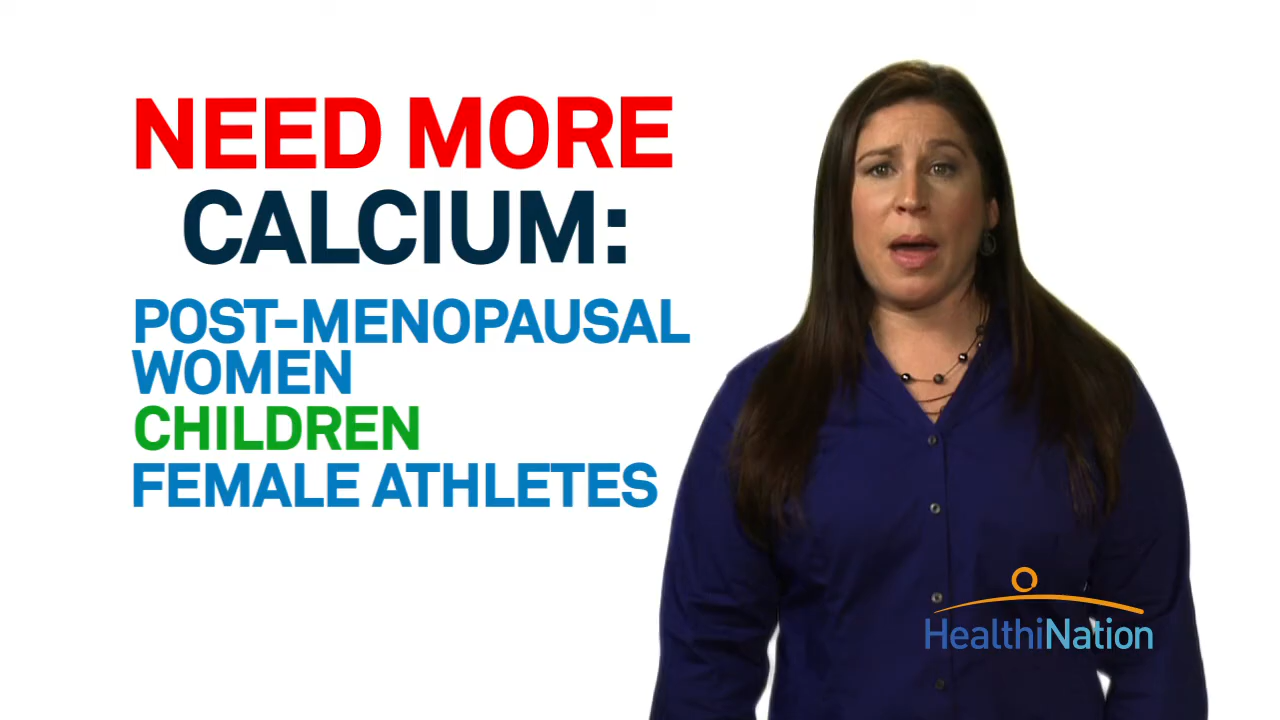 NEED MORE
CALCIUM:
POST-MENOPAUSAL
WOMEN
CHILDREN
FEMALE ATHLETES
HealthiNation